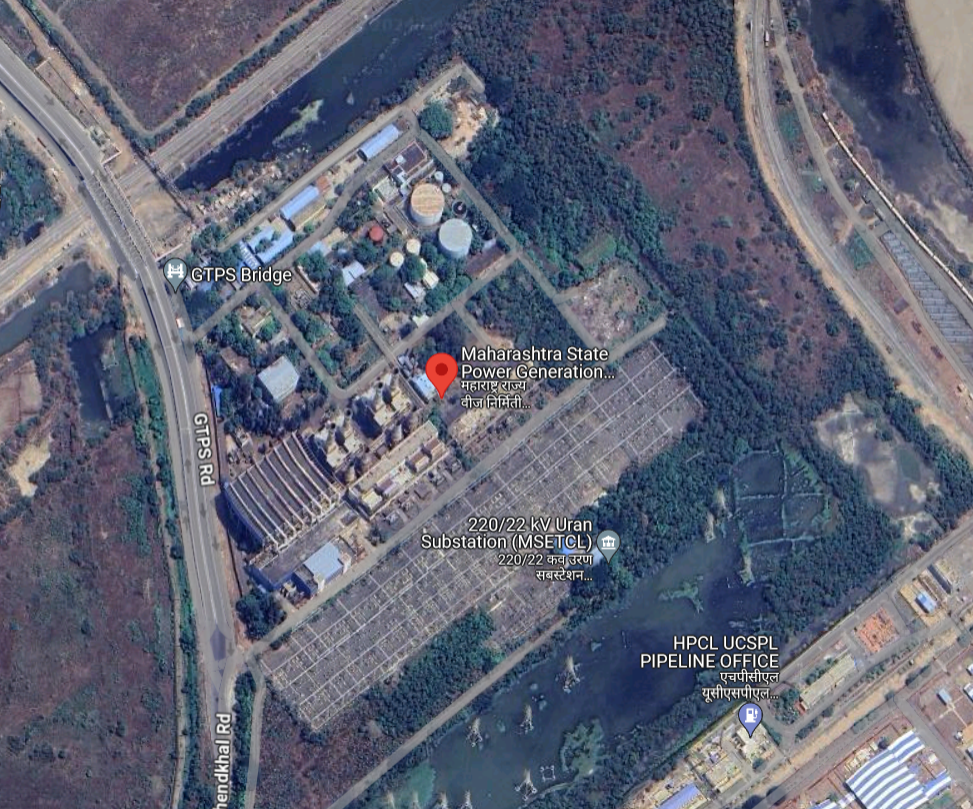 GTPS Bridge
Maharashtra State
Power Generation...
महाराष्ट्र राज्य
वीज निर्मिती...
GTPS Rd
220/22 kV Uran
Substation (MSETCL)
220/22 कव उरण
सबस्टेशन...
HPCL UCSPL
PIPELINE OFFICE
एचपीसीएल
यूसीएसपीएल...
hendkhal Rd